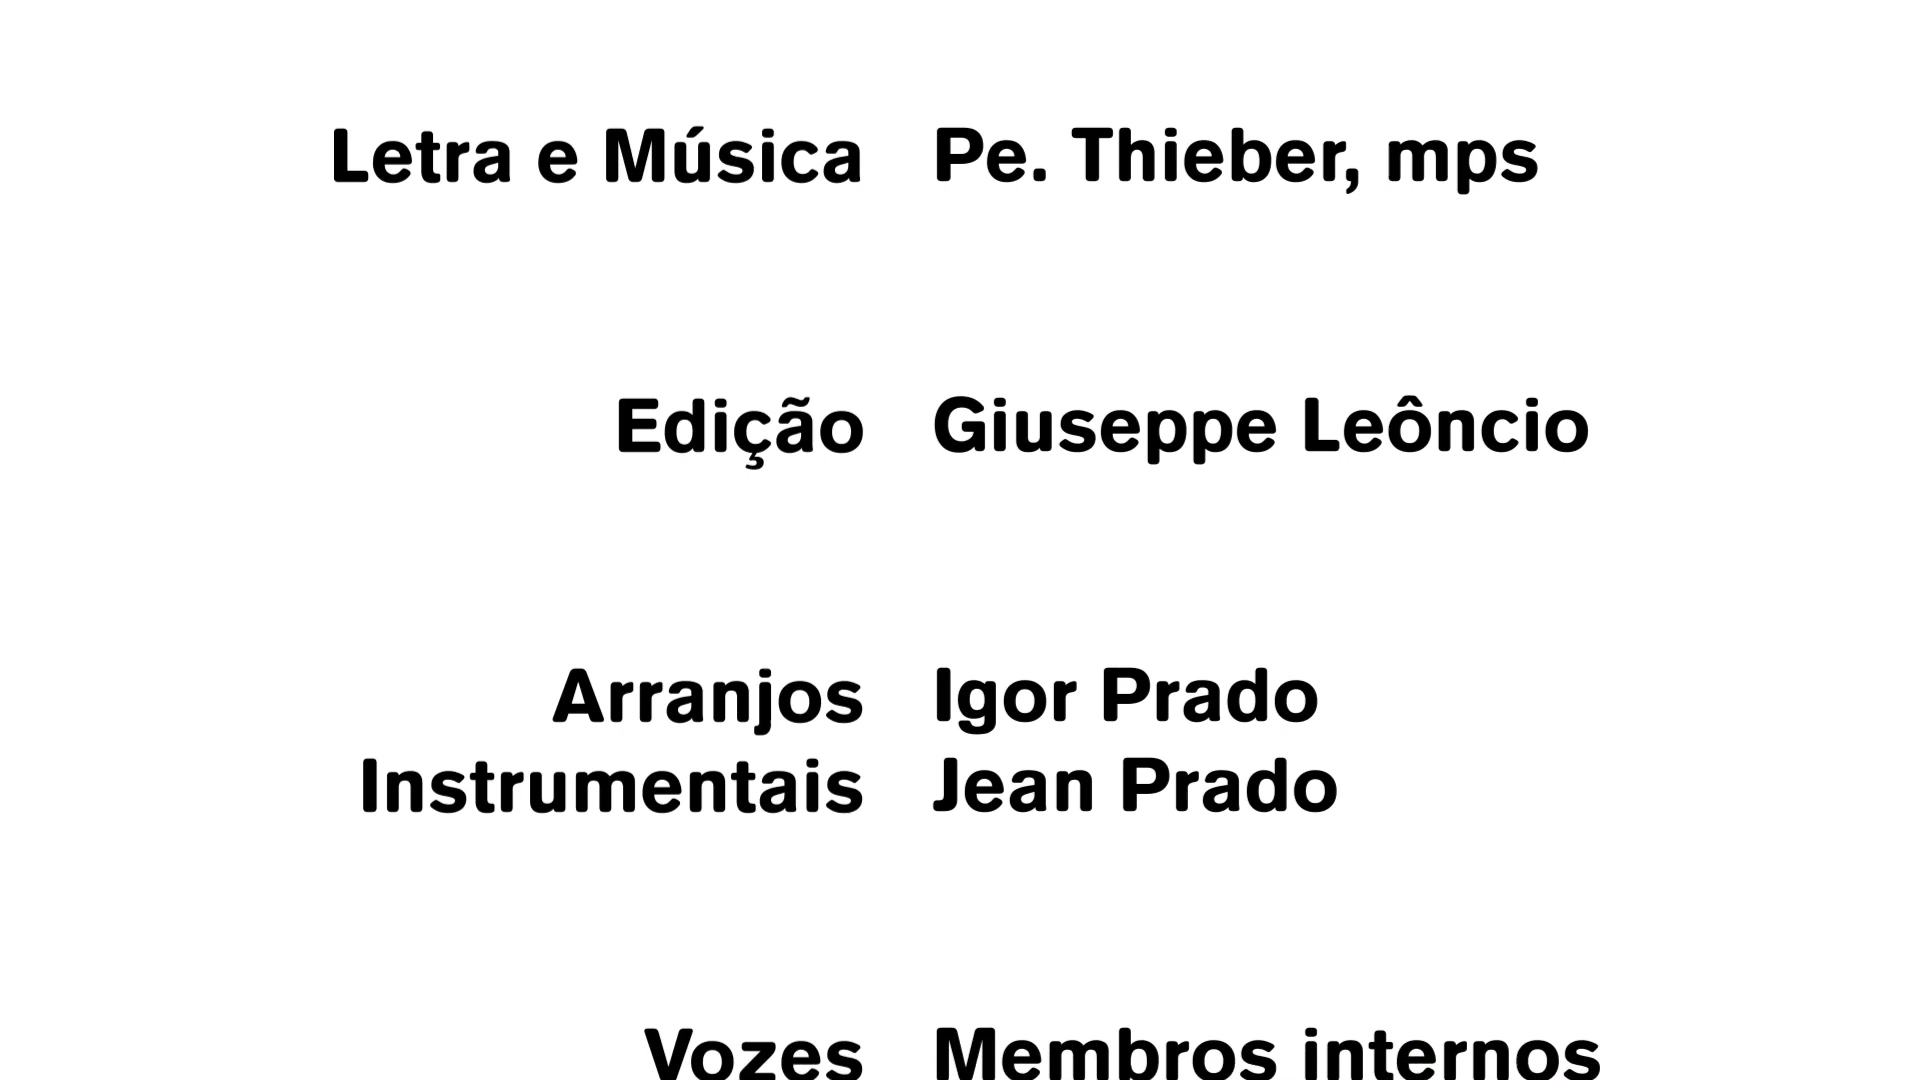 Letra e Música Pe. Thieber, mps
Edição Giuseppe Leôncio
Arranjos Igor Prado
Instrumentais Jean Prado
Vozes Membros internos